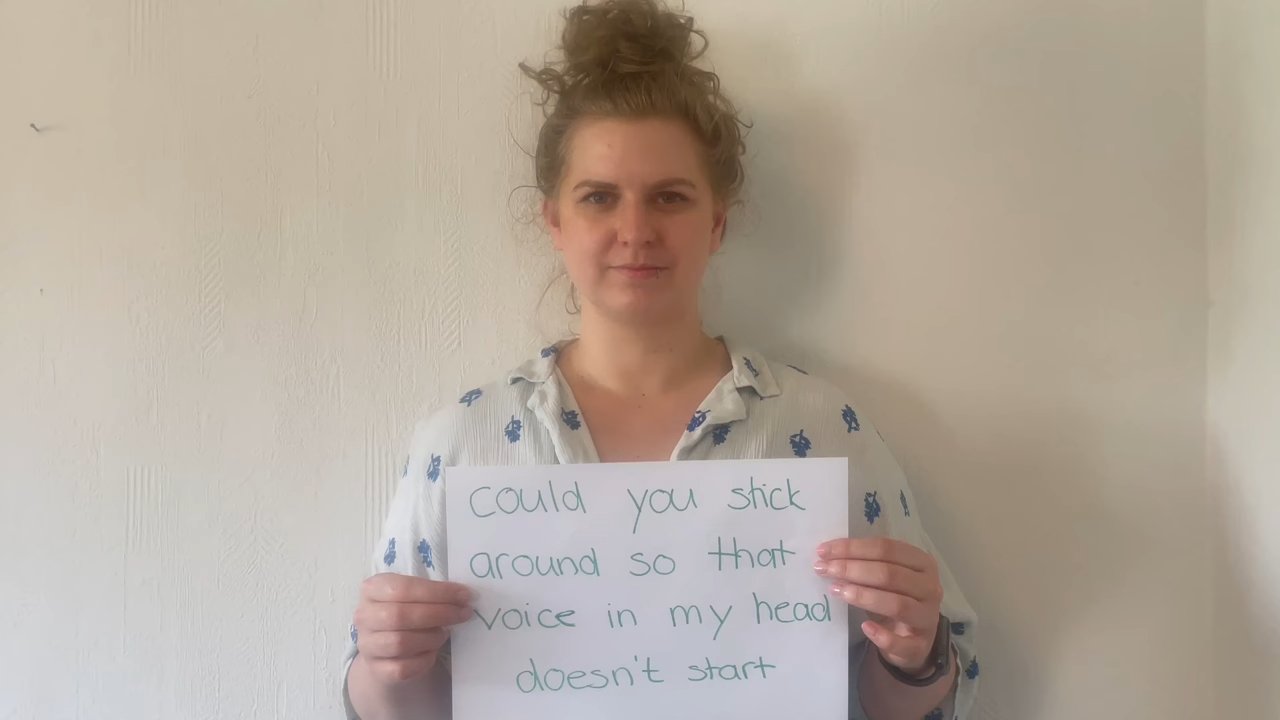 could you stick
around so that
voice in my head
doesn't start